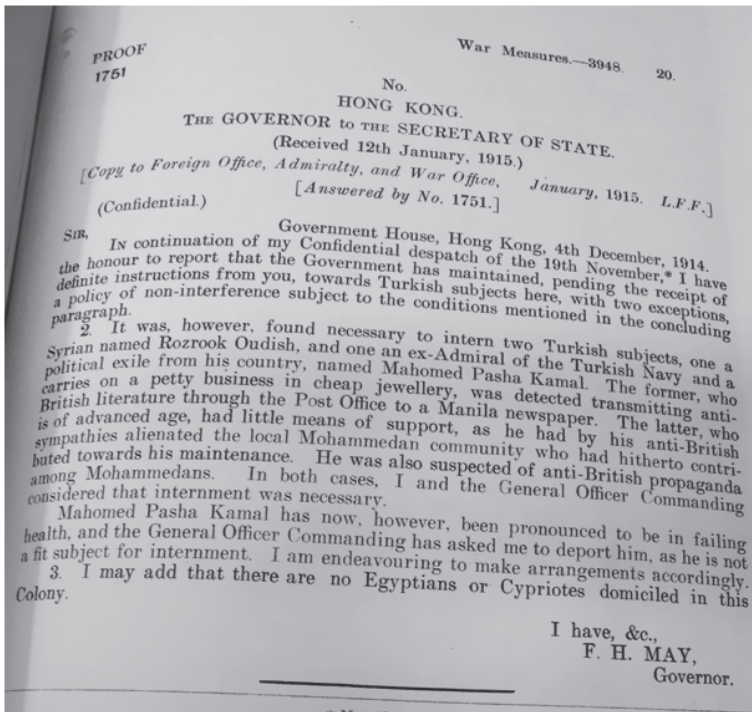 PROOF
1751
War Measures.—3948. 20.
No.
HONG KONG.
THE GOVERNOR to THE SECRETARY OF STATE.
(Received 12th January, 1915.)
[Copy to Foreign Office, Admiralty, and War Office, January, 1915. L.F.F.]
[Answered by No. 1751.]
(Confidential.)
Government House, Hong Kong, 4th December, 1914.
SIR,
IN continuation of my Confidential despatch of the 19th November,* I have
the honour to report that the Government has maintained, pending the receipt of
definite instructions from you, towards Turkish subjects here, with two exceptions,
a policy of non-interference subject to the conditions mentioned in the concluding
paragraph.
2. It was, however, found necessary to intern two Turkish subjects, one a
Syrian named Rozrook Oudish, and one an ex-Admiral of the Turkish Navy and a
political exile from his country, named Mahomed Pasha Kamal. The former, who
carries on a petty business in cheap jewellery, was detected transmitting anti-
British literature through the Post Office to a Manila newspaper. The latter, who
is of advanced age, had little means of support, as he had by his anti-British
sympathies alienated the local Mohammedan community who had hitherto contri-
buted towards his maintenance. He was also suspected of anti-British propaganda
among Mohammedans. In both cases, I and the General Officer Commanding
considered that internment was necessary.
Mahomed Pasha Kamal has now, however, been pronounced to be in failing
health, and the General Officer Commanding has asked me to deport him, as he is not
a fit subject for internment. I am endeavouring to make arrangements accordingly.
3. I may add that there are no Egyptians or Cypriotes domiciled in this
Colony.
I have, &c.,
F. H. MAY,
Governor.